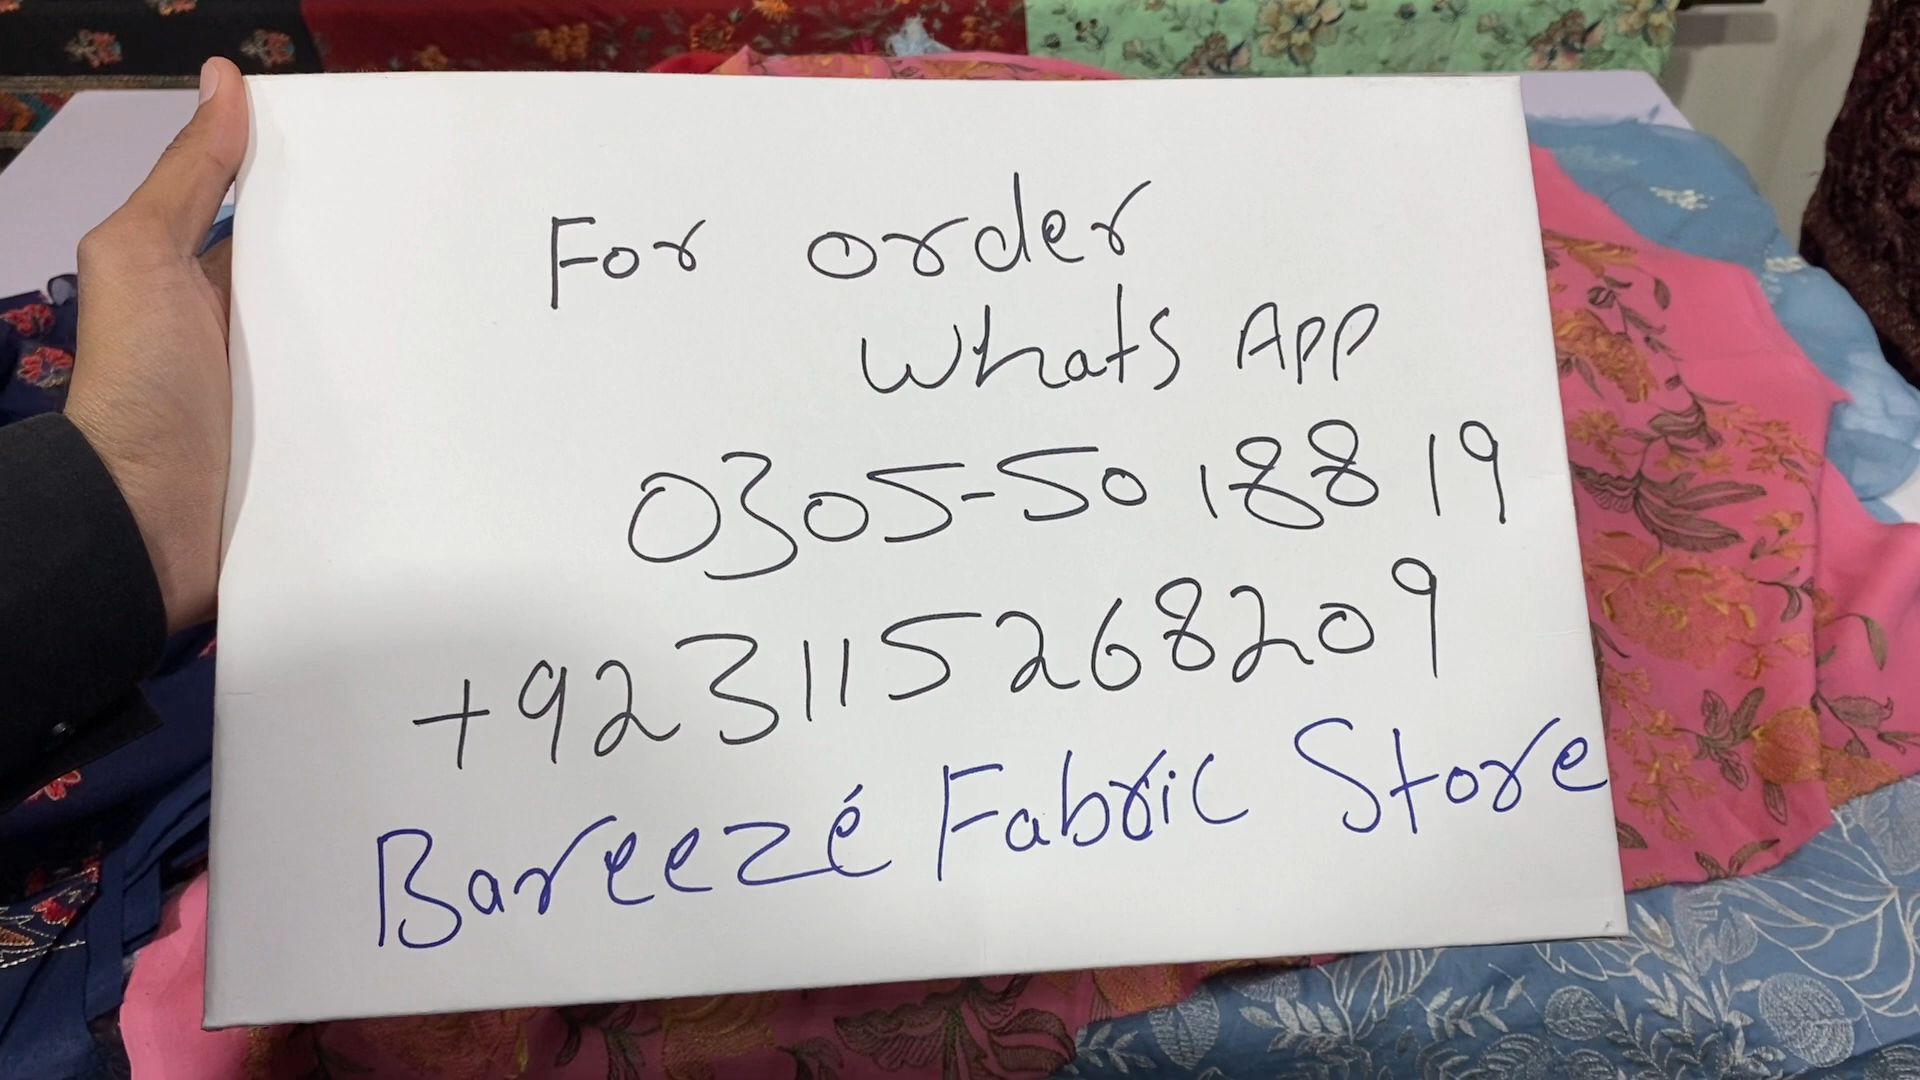 For order
Whats App
0305-5018819
+923115268209
Bareezé Fabric Store